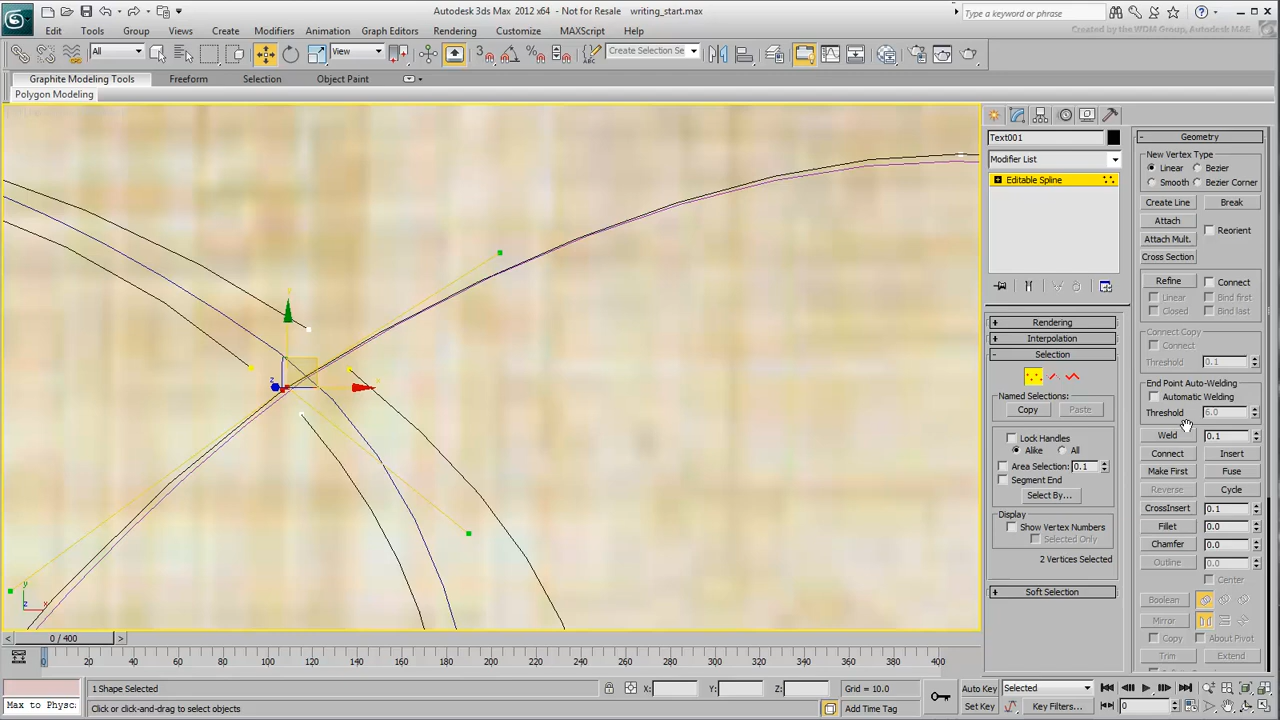 Autodesk 3ds Max 2012 x64 - Not for Resale writing_start.max
Type a keyword or phrase
Created by the WDM Group, Autodesk MAE
Edit Tools Group Views Create Modifiers Animation Graph Editors Rendering Customize MAXScript Help
All View Create Selection Se
Graphite Modeling Tools Freeform Selection Object Paint
Polygon Modeling
Text001
Modifier List
Editable Spline
Rendering
Interpolation
Selection
Named Selections:
Copy Paste
Lock Handles
Alike All
Area Selection: 0.1
Segment End
Select By...
Display
Show Vertex Numbers
Selected Only
2 Vertices Selected
Soft Selection
Geometry
New Vertex Type
Linear Bezier
Smooth Bezier Corner
Create Line Break
Attach
Reorient
Attach Mult.
Cross Section
Refine Connect
Linear Bind first
Closed Bind last
Connect Copy
Connect
Threshold 0.1
End Point Auto-Welding
Automatic Welding
Threshold 6.0
Weld 0.1
Connect Insert
Make First Fuse
Reverse Cycle
CrossInsert 0.1
Fillet 0.0
Chamfer 0.0
Outline 0.0
Center
Boolean
Mirror
Copy About Pivot
Trim Extend
z x
y
z x
0 / 400
0 20 40 60 80 100 120 140 160 180 200 220 240 260 280 300 320 340 360 380 400
1 Shape Selected X: Y: Z: Grid = 10.0 Auto Key Selected
Max to Physc Click or click-and-drag to select objects Add Time Tag Set Key Key Filters... 0